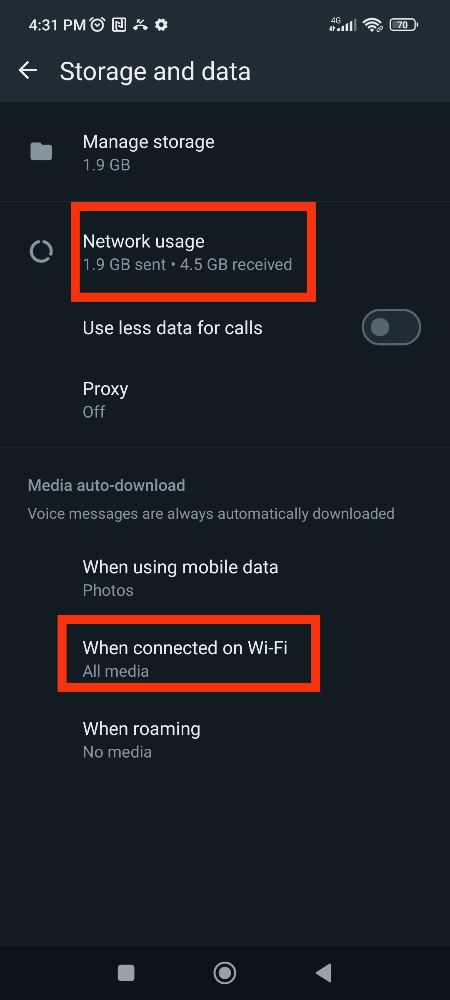 4:31 PM
4G
70
Storage and data
Manage storage
1.9 GB
Network usage
1.9 GB sent • 4.5 GB received
Use less data for calls
Proxy
Off
Media auto-download
Voice messages are always automatically downloaded
When using mobile data
Photos
When connected on Wi-Fi
All media
When roaming
No media